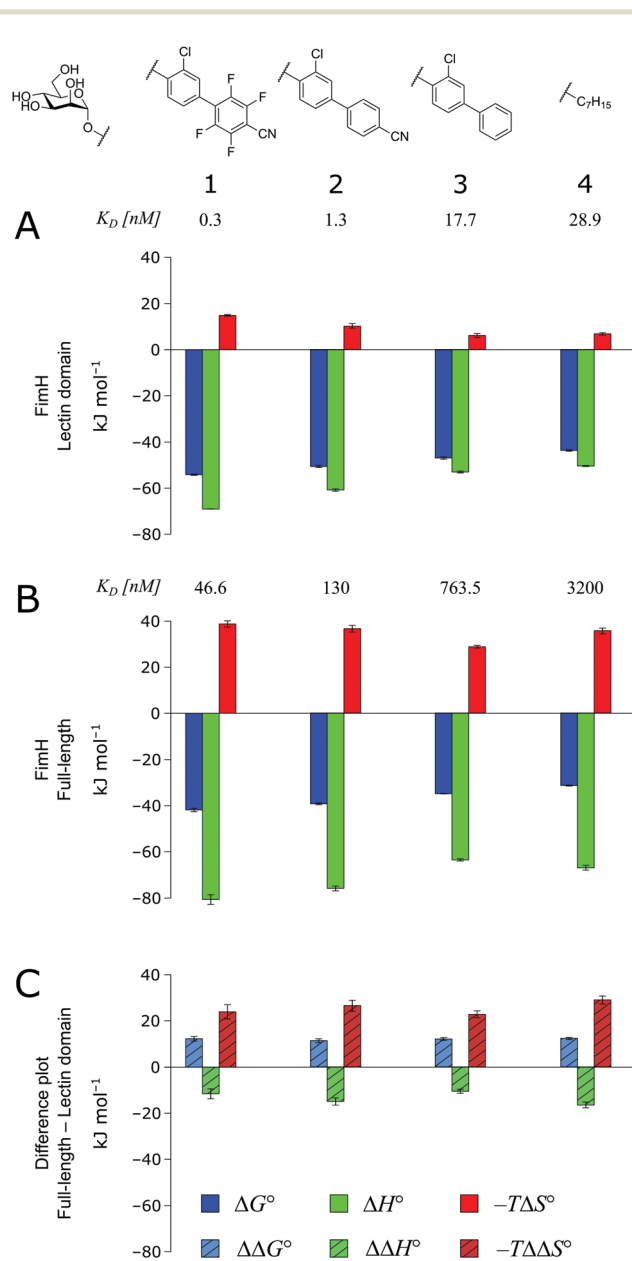 OH
OH
HO
HO
O
O
Cl
F
F
F
F
CN
Cl
CN
Cl
C7H15
1 2 3 4
A
K_D [nM] 0.3 1.3 17.7 28.9
FimH
Lectin domain
kJ mol⁻¹
40
20
0
−20
−40
−60
−80
B
K_D [nM] 46.6 130 763.5 3200
FimH
Full-length
kJ mol⁻¹
40
20
0
−20
−40
−60
−80
C
Difference plot
Full-length – Lectin domain
kJ mol⁻¹
40
20
0
−20
−40
−60
−80
ΔG° ΔH° –TΔS°
ΔΔG° ΔΔH° –TΔΔS°